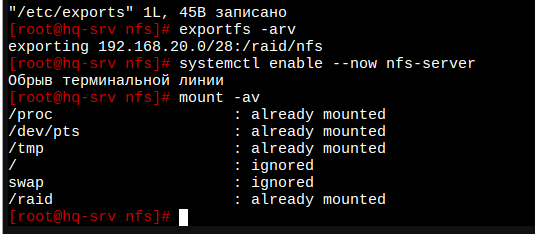 "/etc/exports" 1L, 45B записано
[root@hq-srv nfs]# exportfs -arv
exporting 192.168.20.0/28:/raid/nfs
[root@hq-srv nfs]# systemctl enable --now nfs-server
Обрыв терминальной линии
[root@hq-srv nfs]# mount -av
/proc                    : already mounted
/dev/pts                 : already mounted
/tmp                     : already mounted
/                        : ignored
swap                     : ignored
/raid                    : already mounted
[root@hq-srv nfs]#